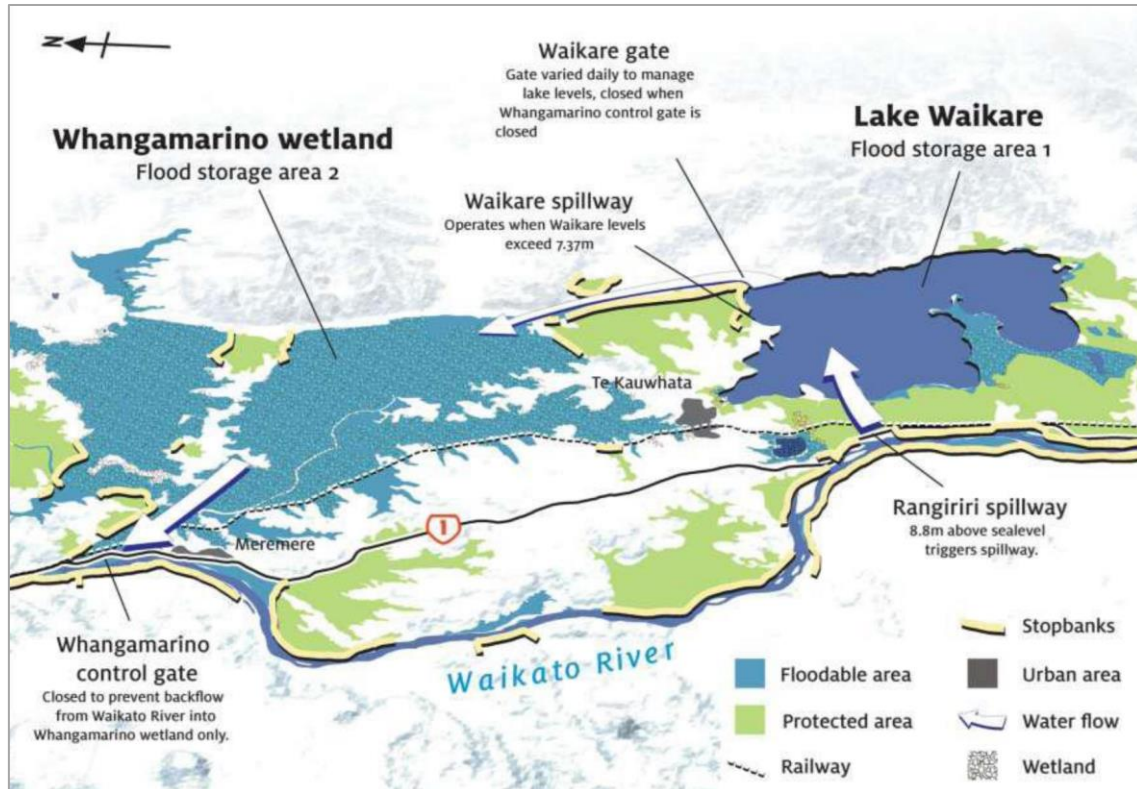 N
Waikare gate
Gate varied daily to manage
lake levels, closed when
Whangamarino control gate is
closed
Whangamarino wetland
Flood storage area 2
Lake Waikare
Flood storage area 1
Waikare spillway
Operates when Waikare levels
exceed 7.37m
Te Kauwhata
Meremere
1
Rangiriri spillway
8.8m above sealevel
triggers spillway.
Whangamarino
control gate
Closed to prevent backflow
from Waikato River into
Whangamarino wetland only.
Waikato River
Floodable area
Protected area
Railway
Stopbanks
Urban area
Water flow
Wetland